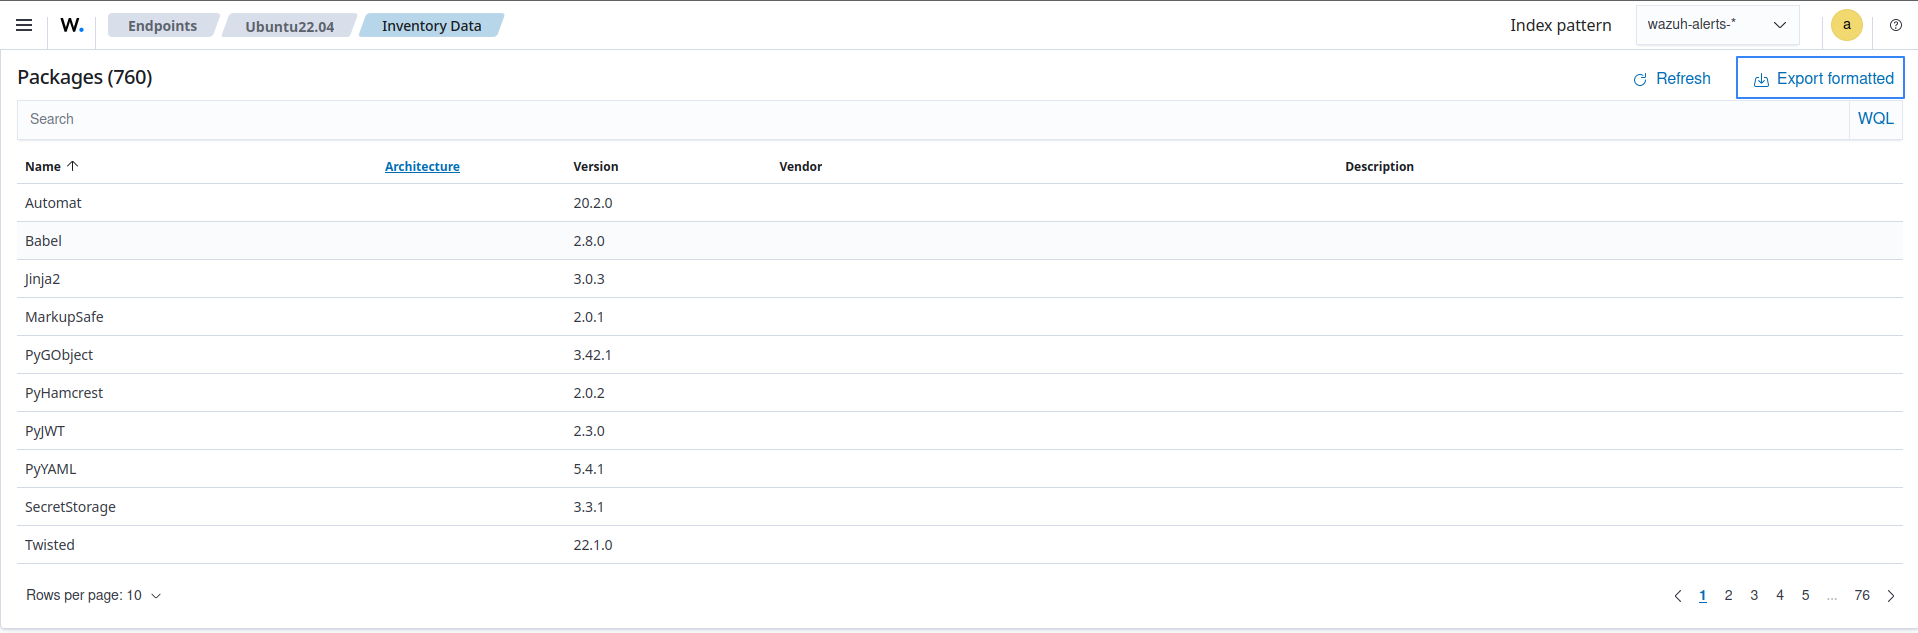 W. Endpoints Ubuntu22.04 Inventory Data Index pattern wazuh-alerts-* a
Packages (760) Refresh Export formatted
Search WQL
Name Architecture Version Vendor Description
Automat 20.2.0
Babel 2.8.0
Jinja2 3.0.3
MarkupSafe 2.0.1
PyGObject 3.42.1
PyHamcrest 2.0.2
PyJWT 2.3.0
PyYAML 5.4.1
SecretStorage 3.3.1
Twisted 22.1.0
Rows per page: 10 1 2 3 4 5 ... 76